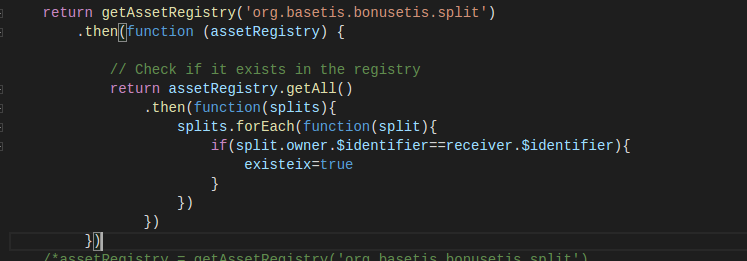 return getAssetRegistry('org.basetis.bonusetis.split')
.then(function (assetRegistry) {
// Check if it exists in the registry
return assetRegistry.getAll()
.then(function(splits){
splits.forEach(function(split){
if(split.owner.$identifier==receiver.$identifier){
existeix=true
}
})
})
})
/*assetRegistry = getAssetRegistry('org.basetis.bonusetis.split')